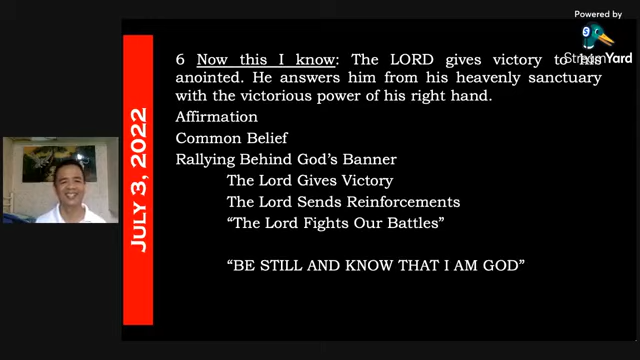 Powered by
StreamYard
6 Now this I know: The LORD gives victory to his
anointed. He answers him from his heavenly sanctuary
with the victorious power of his right hand.
Affirmation
Common Belief
Rallying Behind God's Banner
The Lord Gives Victory
The Lord Sends Reinforcements
“The Lord Fights Our Battles”
“BE STILL AND KNOW THAT I AM GOD”
JULY 3, 2022